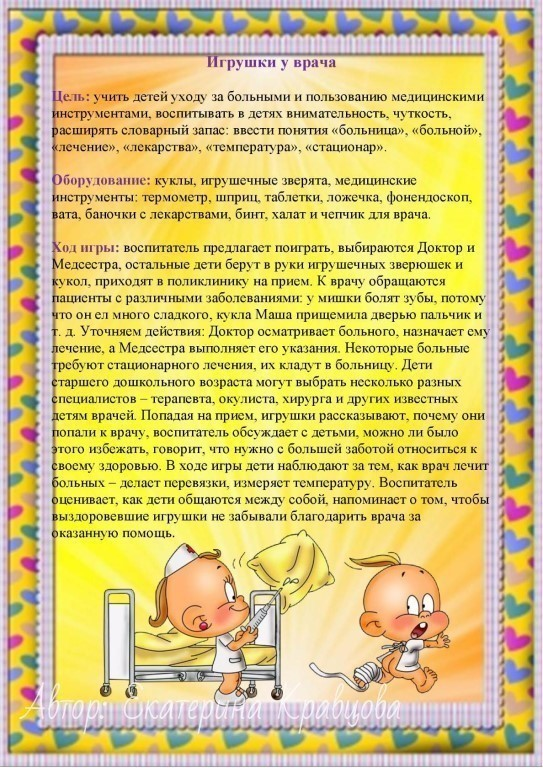 Игрушки у врача
Цель: учить детей уходу за больными и пользованию медицинскими
инструментами, воспитывать в детях внимательность, чуткость,
расширять словарный запас: ввести понятия «больница», «больной»,
«лечение», «лекарства», «температура», «стационар».
Оборудование: куклы, игрушечные зверята, медицинские
инструменты: термометр, шприц, таблетки, ложечка, фонендоскоп,
вата, баночки с лекарствами, бинт, халат и чепчик для врача.
Ход игры: воспитатель предлагает поиграть, выбираются Доктор и
Медсестра, остальные дети берут в руки игрушечных зверюшек и
кукол, приходят в поликлинику на прием. К врачу обращаются
пациенты с различными заболеваниями: у мишки болят зубы, потому
что он ел много сладкого, кукла Маша прищемила дверью пальчик и
т. д. Уточняем действия: Доктор осматривает больного, назначает ему
лечение, а Медсестра выполняет его указания. Некоторые больные
требуют стационарного лечения, их кладут в больницу. Дети
старшего дошкольного возраста могут выбрать несколько разных
специалистов – терапевта, окулиста, хирурга и других известных
детям врачей. Попадая на прием, игрушки рассказывают, почему они
попали к врачу, воспитатель обсуждает с детьми, можно ли было
этого избежать, говорит, что нужно с большей заботой относиться к
своему здоровью. В ходе игры дети наблюдают за тем, как врач лечит
больных – делает перевязки, измеряет температуру. Воспитатель
оценивает, как дети общаются между собой, напоминает о том, чтобы
выздоровевшие игрушки не забывали благодарить врача за
оказанную помощь.
Автор: Екатерина Кравцова